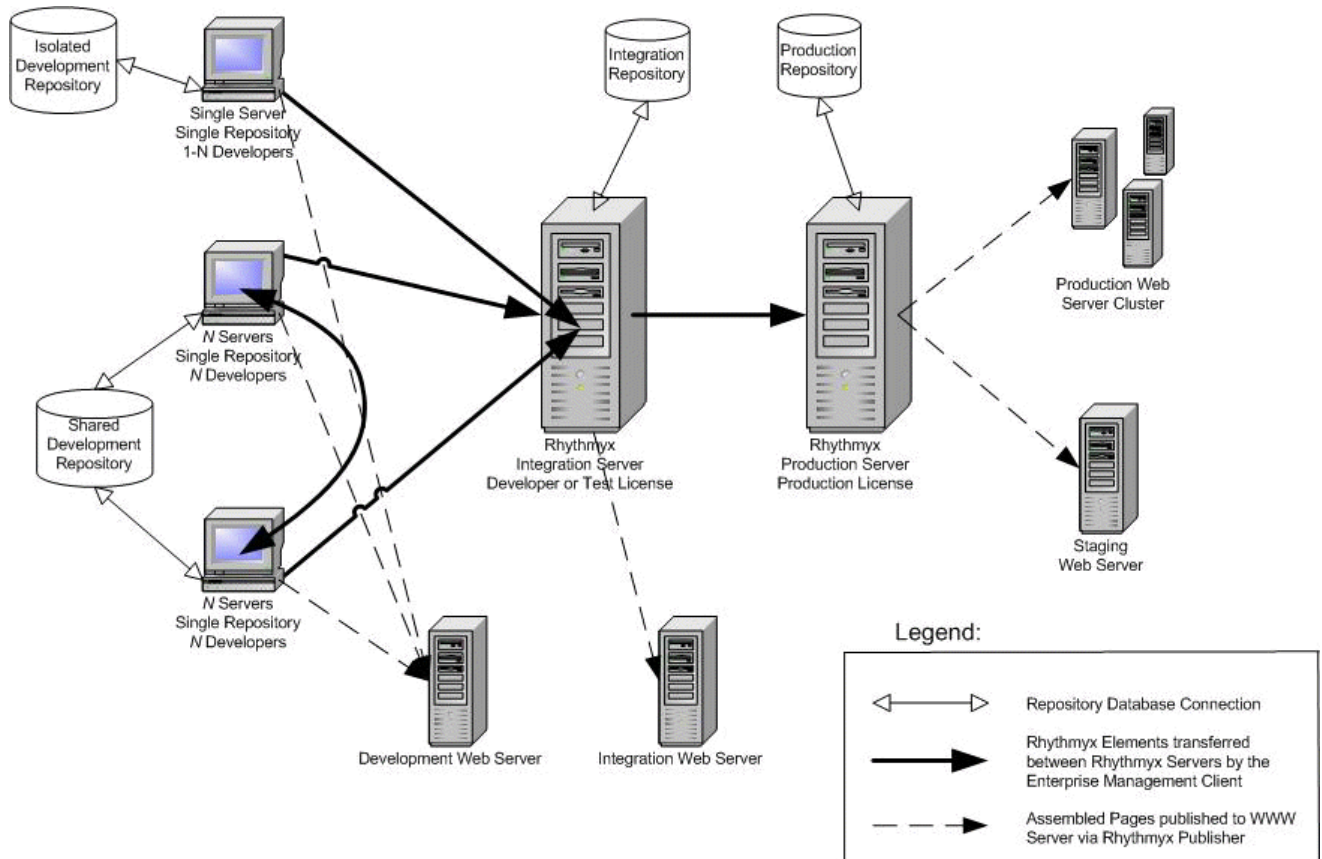 Isolated
Development
Repository
Single Server
Single Repository
1-N Developers
Integration
Repository
Production
Repository
Production Web
Server Cluster
N Servers
Single Repository
N Developers
Shared
Development
Repository
Rhythmyx
Integration Server
Developer or Test License
Rhythmyx
Production Server
Production License
Staging
Web Server
N Servers
Single Repository
N Developers
Development Web Server
Integration Web Server
Legend:
Repository Database Connection
Rhythmyx Elements transferred
between Rhythmyx Servers by the
Enterprise Management Client
Assembled Pages published to WWW
Server via Rhythmyx Publisher